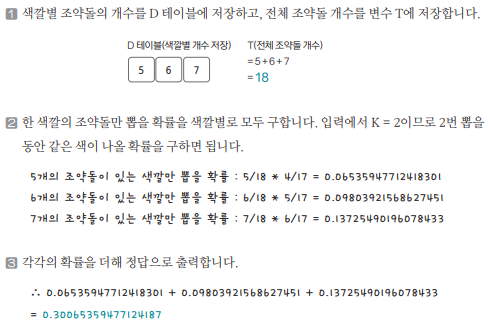 1 색깔별 조약돌의 개수를 D 테이블에 저장하고, 전체 조약돌 개수를 변수 T에 저장합니다.
D 테이블(색깔별 개수 저장) T(전체 조약돌 개수)
5 6 7 =5+6+7
=18
2 한 색깔의 조약돌만 뽑을 확률을 색깔별로 모두 구합니다. 입력에서 K = 2이므로 2번 뽑을
동안 같은 색이 나올 확률을 구하면 됩니다.
5개의 조약돌이 있는 색깔만 뽑을 확률 : 5/18 * 4/17 = 0.06535947712418301
6개의 조약돌이 있는 색깔만 뽑을 확률 : 6/18 * 5/17 = 0.09803921568627451
7개의 조약돌이 있는 색깔만 뽑을 확률 : 7/18 * 6/17 = 0.13725490196078433
3 각각의 확률을 더해 정답으로 출력합니다.
∴ 0.06535947712418301 + 0.09803921568627451 + 0.13725490196078433
= 0.30065359477124187